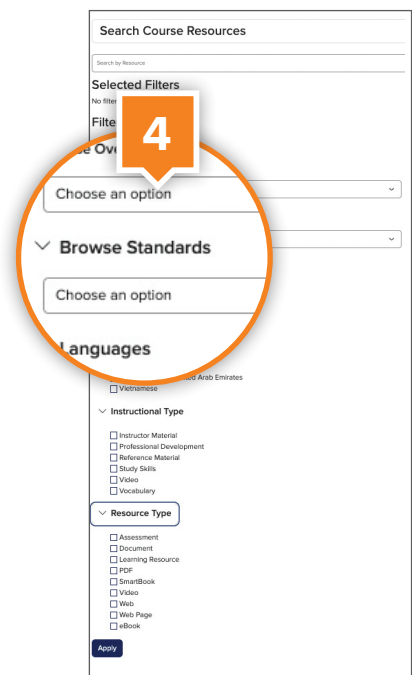 Search Course Resources
Search by Resource
Selected Filters
No filte
Filte
4
e Ove
Choose an option
Browse Standards
Choose an option
Languages
ted Arab Emirates
Vietnamese
Instructional Type
Instructor Material
Professional Development
Reference Material
Study Skills
Video
Vocabulary
Resource Type
Assessment
Document
Learning Resource
PDF
SmartBook
Video
Web
Web Page
eBook
Apply